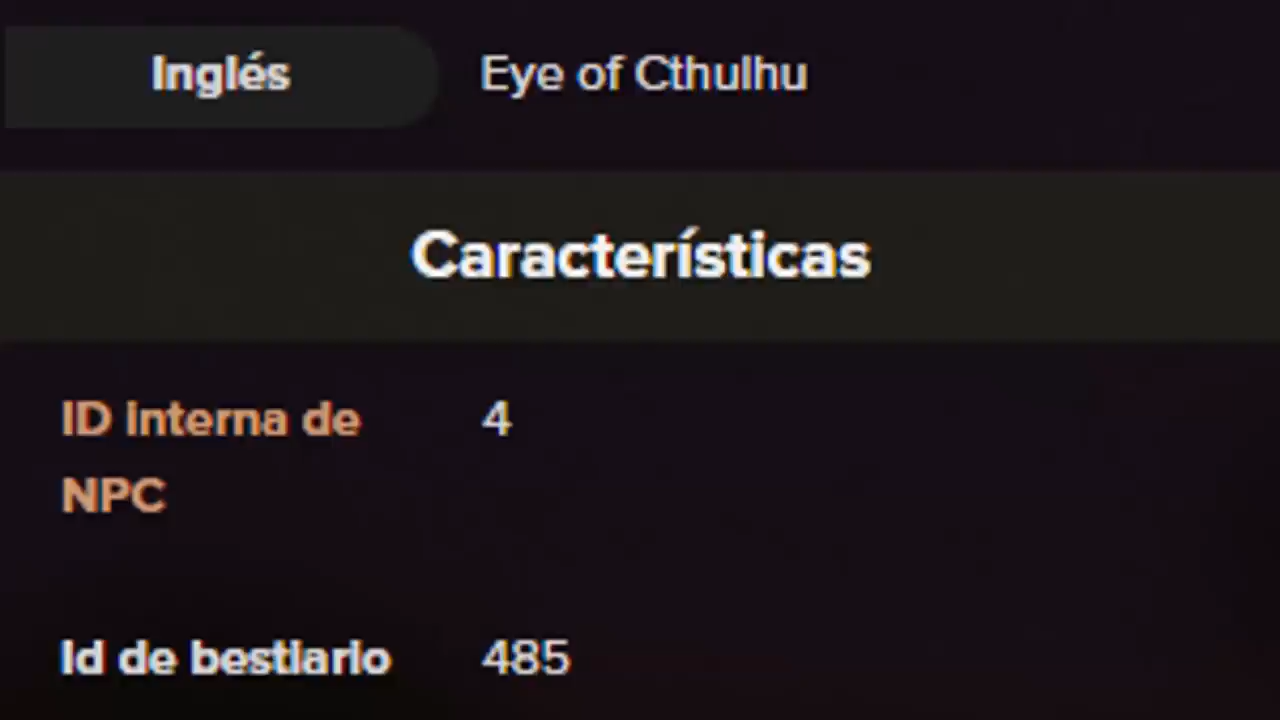 Inglés Eye of Cthulhu
Características
ID interna de 4
NPC
Id de bestiario 485